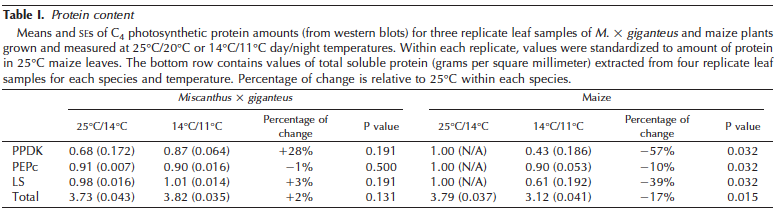 Table I. Protein content
Means and SEs of C4 photosynthetic protein amounts (from western blots) for three replicate leaf samples of M. × giganteus and maize plants
grown and measured at 25°C/20°C or 14°C/11°C day/night temperatures. Within each replicate, values were standardized to amount of protein
in 25°C maize leaves. The bottom row contains values of total soluble protein (grams per square millimeter) extracted from four replicate leaf
samples for each species and temperature. Percentage of change is relative to 25°C within each species.
Miscanthus × giganteus Maize
25°C/14°C 14°C/11°C Percentage of change P value 25°C/14°C 14°C/11°C Percentage of change P value
PPDK 0.68 (0.172) 0.87 (0.064) +28% 0.191 1.00 (N/A) 0.43 (0.186) −57% 0.032
PEPc 0.91 (0.007) 0.90 (0.016) −1% 0.500 1.00 (N/A) 0.90 (0.053) −10% 0.032
LS 0.98 (0.016) 1.01 (0.014) +3% 0.191 1.00 (N/A) 0.61 (0.192) −39% 0.032
Total 3.73 (0.043) 3.82 (0.035) +2% 0.131 3.79 (0.037) 3.12 (0.041) −17% 0.015